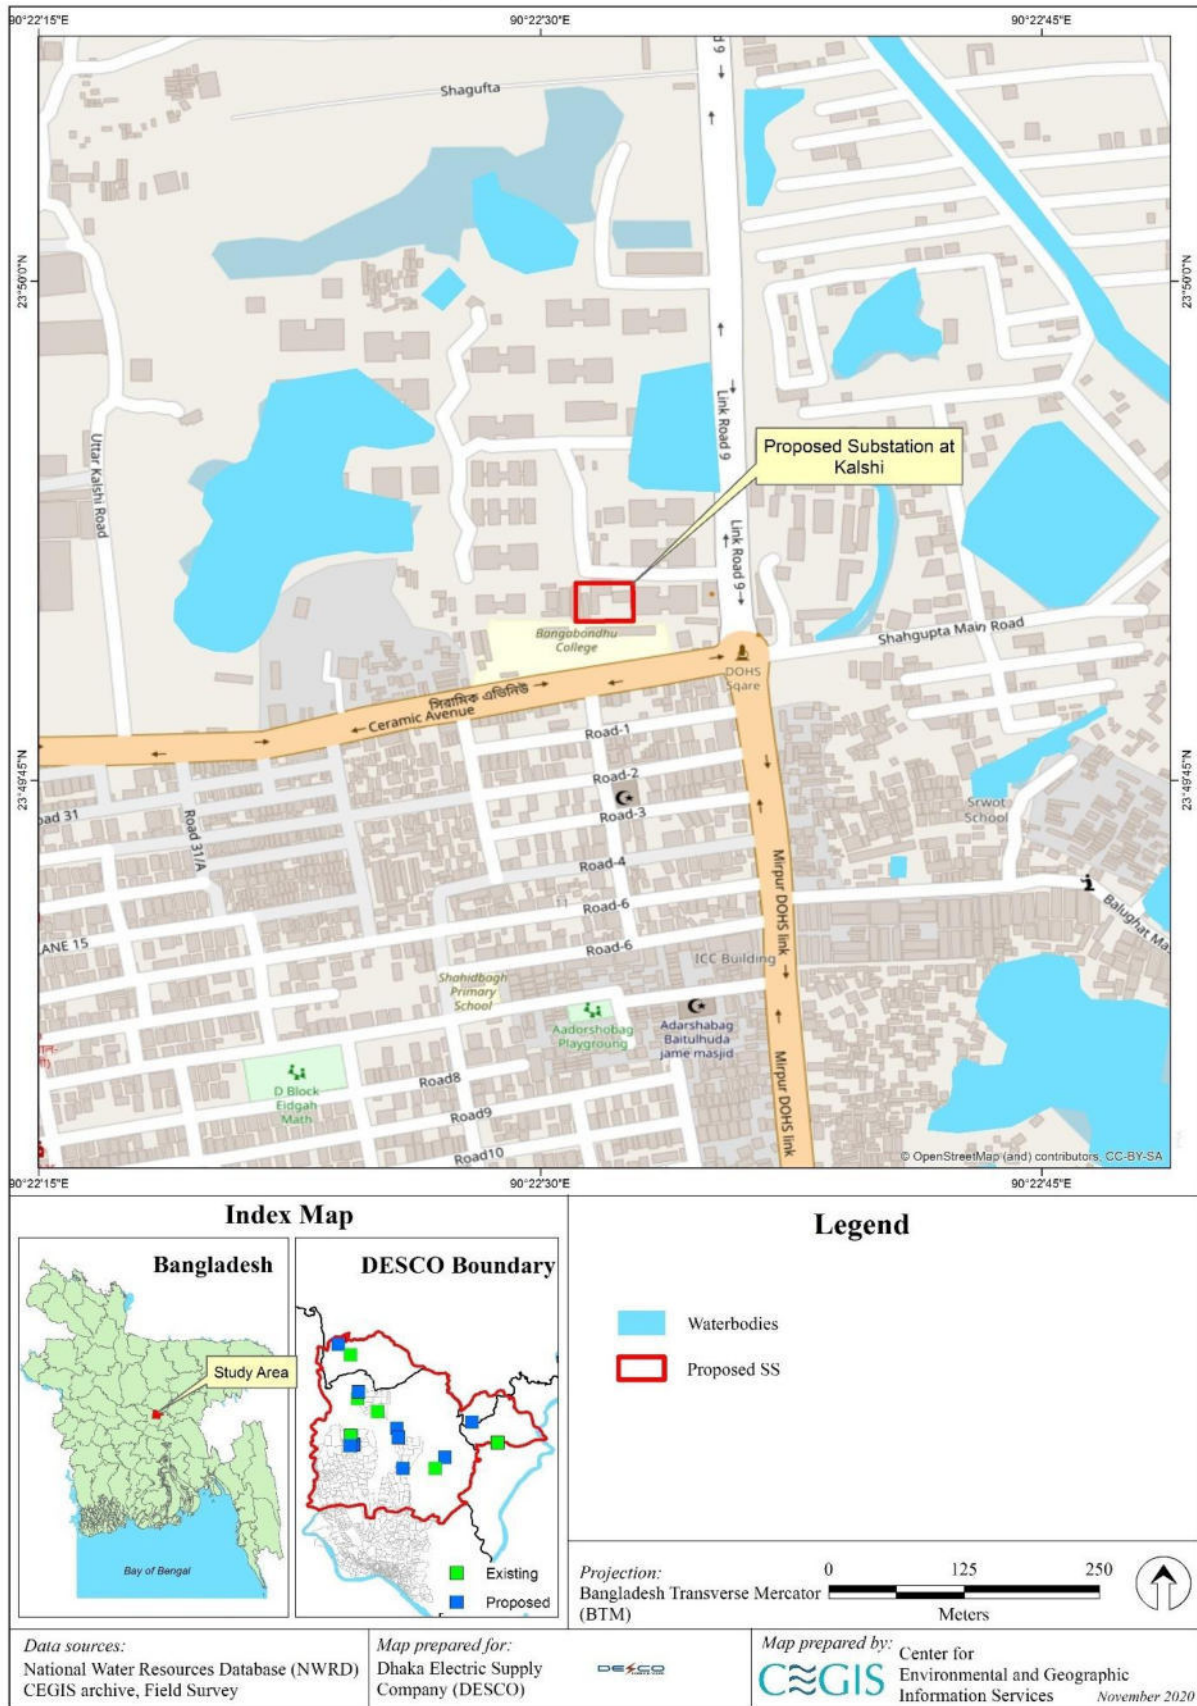 90°22'15"E
90°22'30"E
90°22'45"E
23°50'0"N
23°50'0"N
23°49'45"N
23°49'45"N
Shagufta
Link Road 9
Link Road 9
Uttar Kalshi Road
Proposed Substation at
Kalshi
Bangabondhu
College
Shahgupta Main Road
DOHS
Sqare
সিরামিক এভিনিউ
Ceramic Avenue
Road-1
Road-2
Road-3
Road-4
Road-6
Road-6
Road 31/A
ANE 15
Srwot
School
Mirpur DOHS link
Mirpur DOHS link
Balughat Ma
ICC Building
Shahidbagh
Primary
School
Aadorshobag
Playgroung
Adarshabag
Baitulhuda
jame masjid
D Block
Eidgah
Math
Road8
Road9
Road10
© OpenStreetMap (and) contributors, CC-BY-SA
90°22'15"E
90°22'30"E
90°22'45"E
Index Map
Bangladesh
Study Area
Bay of Bengal
DESCO Boundary
Existing
Proposed
Legend
Waterbodies
Proposed SS
Projection:
Bangladesh Transverse Mercator
(BTM)
0 125 250
Meters
Data sources:
National Water Resources Database (NWRD)
CEGIS archive, Field Survey
Map prepared for:
Dhaka Electric Supply
Company (DESCO)
DESCO
Map prepared by:
CEGIS
Center for
Environmental and Geographic
Information Services
November 2020